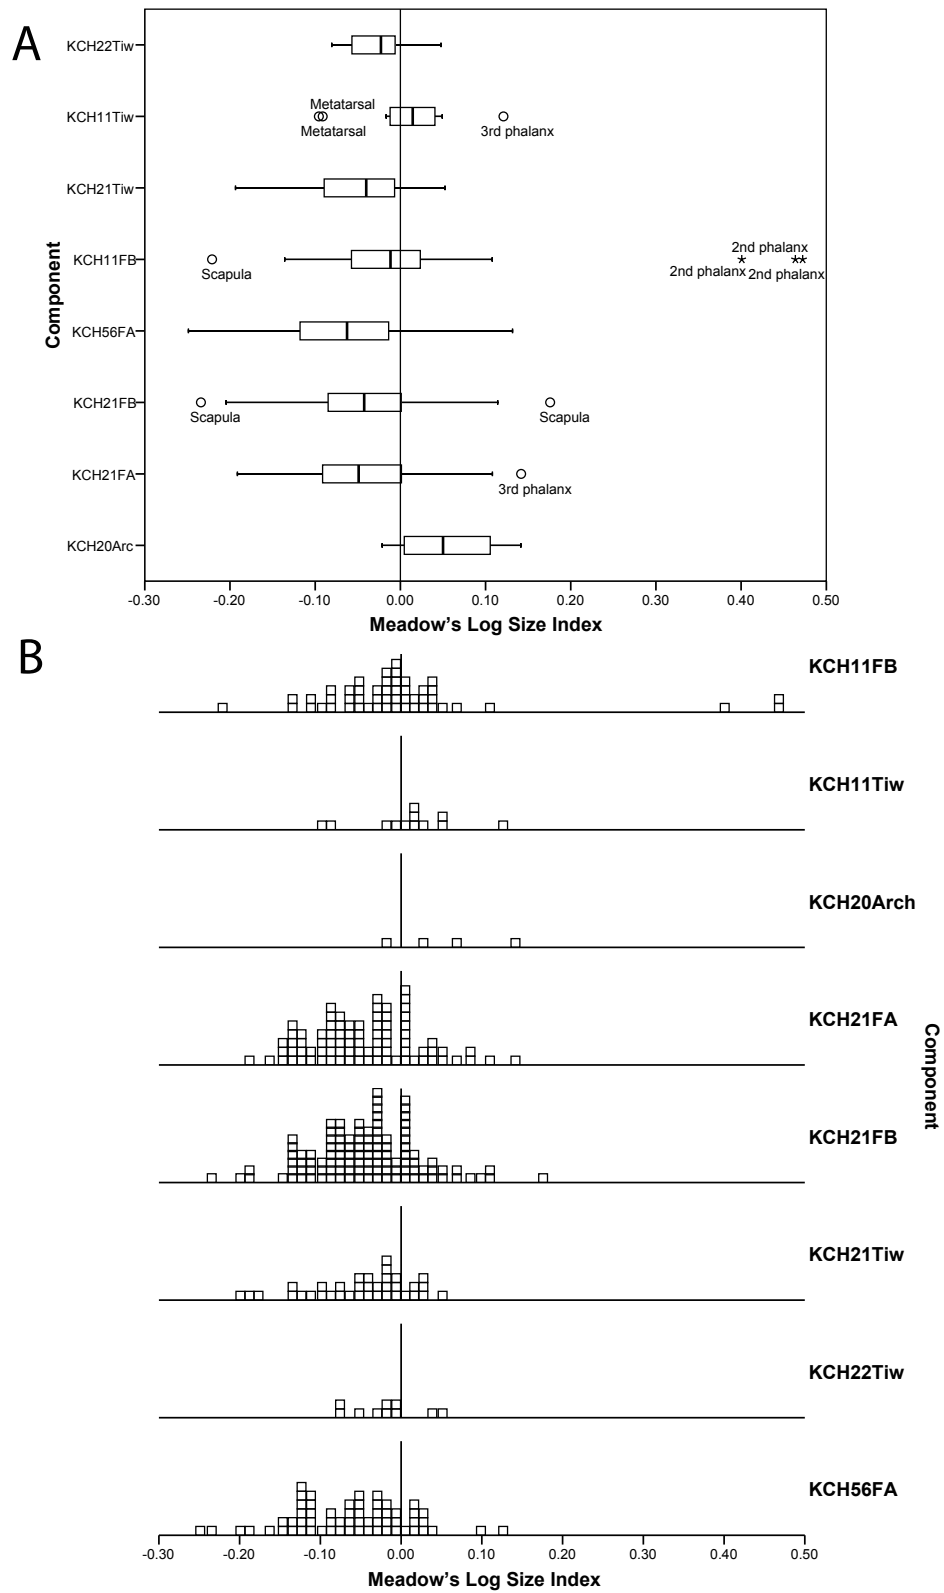 A
KCH22Tiw
KCH11Tiw
Metatarsal
Metatarsal
3rd phalanx
KCH21Tiw
KCH11FB
Scapula
2nd phalanx
2nd phalanx
2nd phalanx
KCH56FA
KCH21FB
Scapula
Scapula
KCH21FA
3rd phalanx
KCH20Arc
Component
-0.30 -0.20 -0.10 0.00 0.10 0.20 0.30 0.40 0.50
Meadow's Log Size Index
B
KCH11FB
KCH11Tiw
KCH20Arch
KCH21FA
KCH21FB
KCH21Tiw
KCH22Tiw
KCH56FA
Component
-0.30 -0.20 -0.10 0.00 0.10 0.20 0.30 0.40 0.50
Meadow's Log Size Index